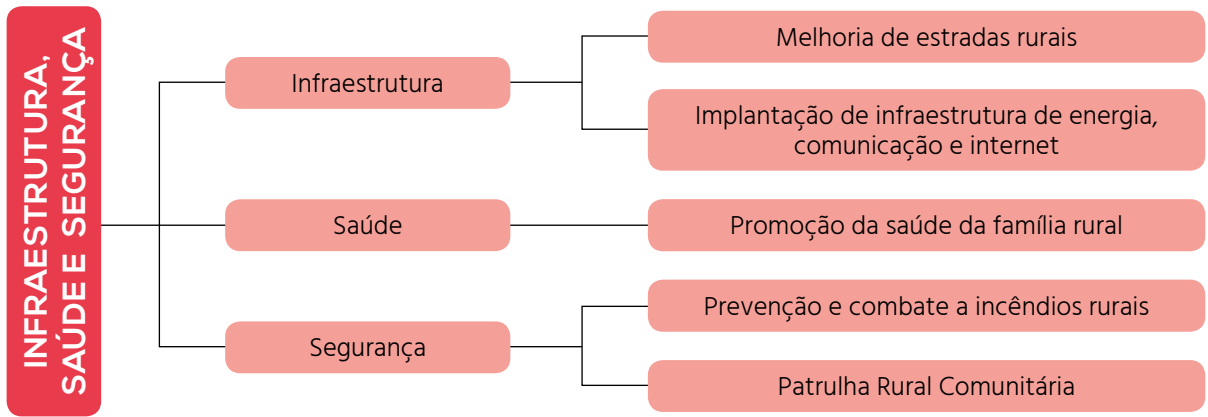 INFRAESTRUTURA,
SAÚDE E SEGURANÇA
Infraestrutura
Melhoria de estradas rurais
Implantação de infraestrutura de energia,
comunicação e internet
Saúde
Promoção da saúde da família rural
Segurança
Prevenção e combate a incêndios rurais
Patrulha Rural Comunitária